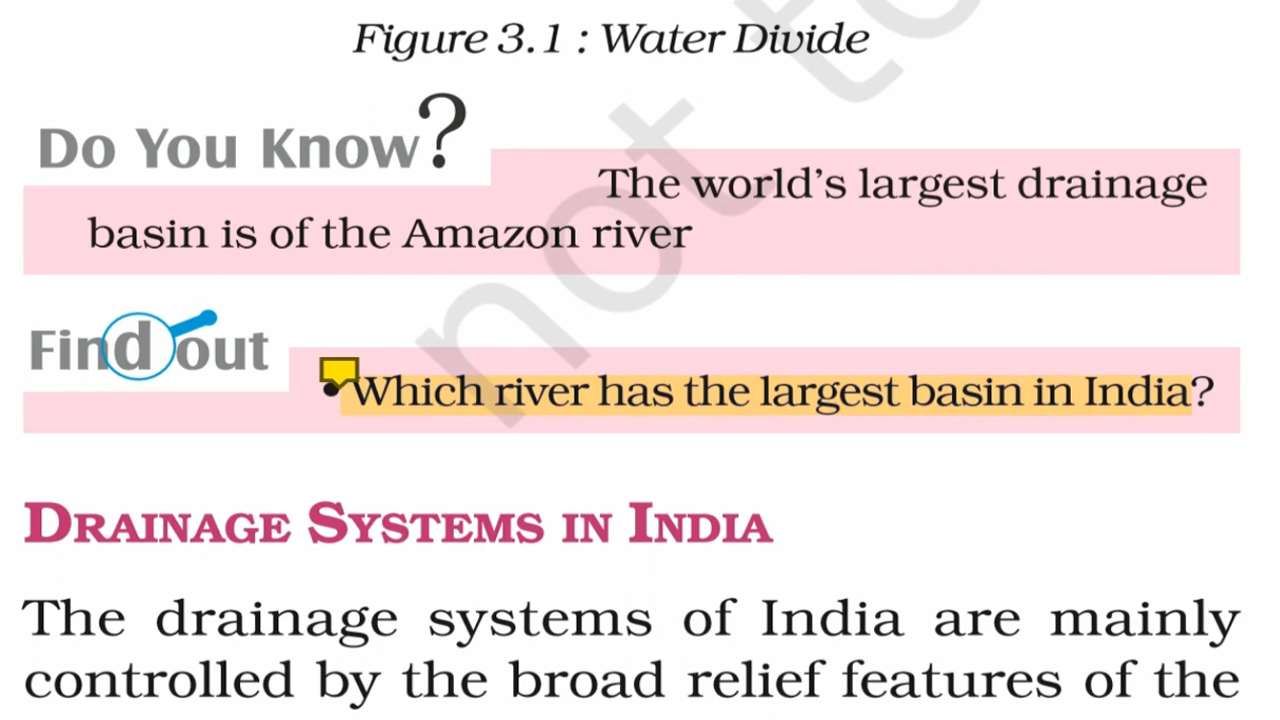 Figure 3.1 : Water Divide
Do You Know?
The world's largest drainage
basin is of the Amazon river
Find out
• Which river has the largest basin in India?
DRAINAGE SYSTEMS IN INDIA
The drainage systems of India are mainly
controlled by the broad relief features of the
not to